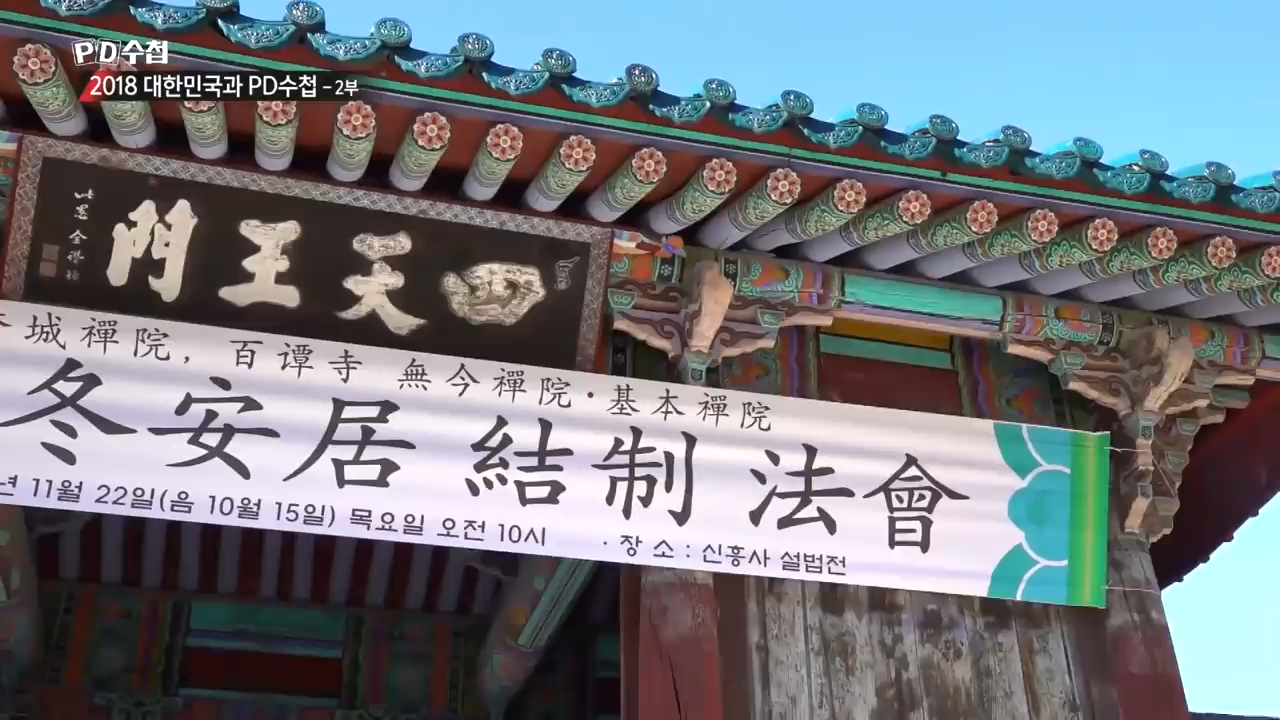 PD수첩
2018 대한민국과 PD수첩 - 2부
門王天四
城禪院, 百谭寺 無今禪院·基本禪院
冬安居 結制 法會
11월 22일(음 10월 15일) 목요일 오전 10시 · 장 소 : 신흥사 설법전